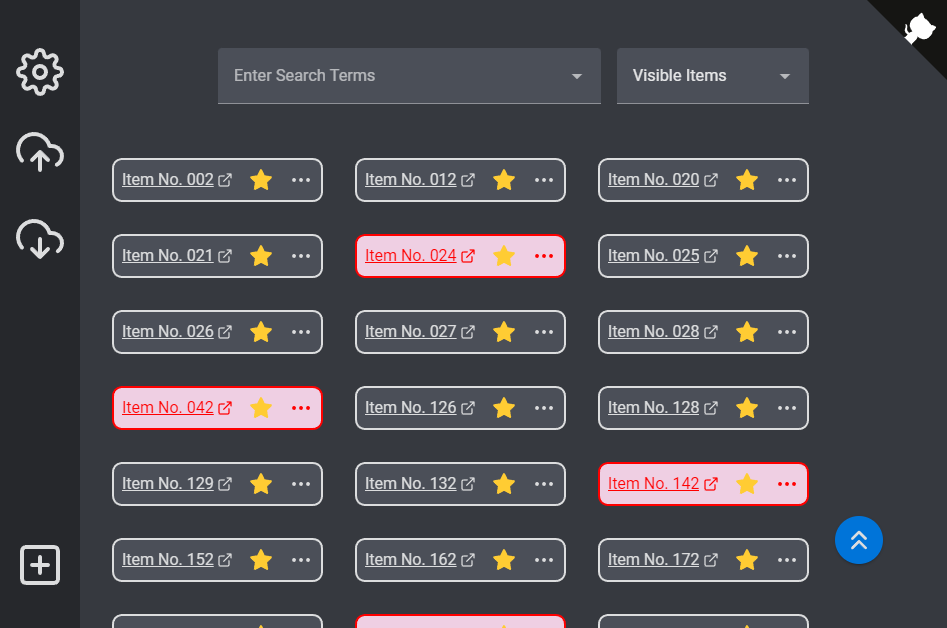 Enter Search Terms
Visible Items
Item No. 002
Item No. 012
Item No. 020
Item No. 021
Item No. 024
Item No. 025
Item No. 026
Item No. 027
Item No. 028
Item No. 042
Item No. 126
Item No. 128
Item No. 129
Item No. 132
Item No. 142
Item No. 152
Item No. 162
Item No. 172